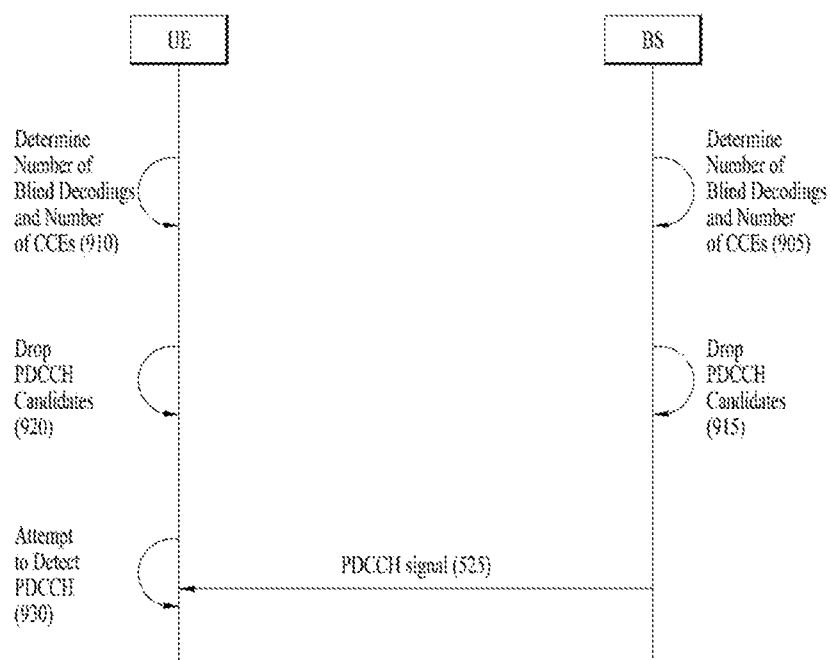 UE
BS
Determine
Number of
Blind Decodings
and Number
of CCEs (910)
Determine
Number of
Blind Decodings
and Number
of CCEs (905)
Drop
PDCCH
Candidates
(920)
Drop
PDCCH
Candidates
(915)
Attempt
to Detect
PDCCH
(930)
PDCCH signal (525)